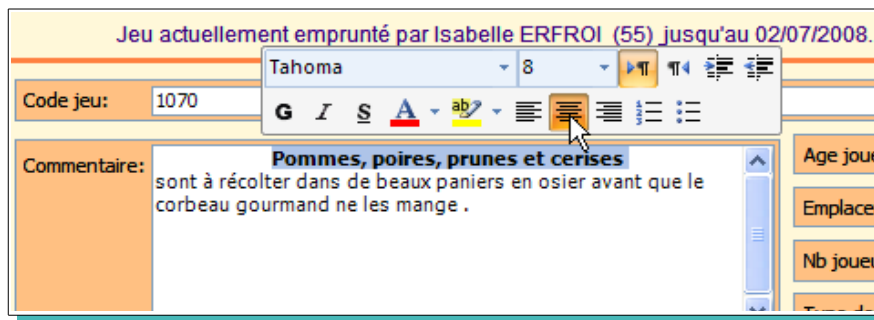 Jeu actuellement emprunté par Isabelle ERFROI (55) jusqu'au 02/07/2008.
Tahoma 8
Code jeu: 1070
G I S A ab
Commentaire: Pommes, poires, prunes et cerises
sont à récolter dans de beaux paniers en osier avant que le
corbeau gourmand ne les mange .
Age joue
Emplace
Nb joueu